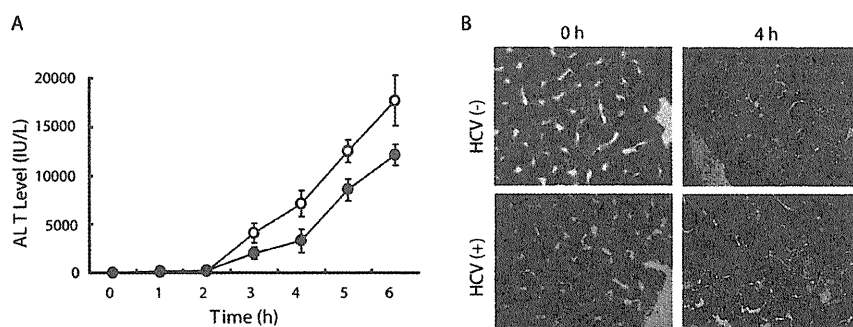 A
B
0 h
4 h
HCV (-)
HCV (+)
AL T Level (IU/L)
20000
15000
10000
5000
0
0 1 2 3 4 5 6
Time (h)